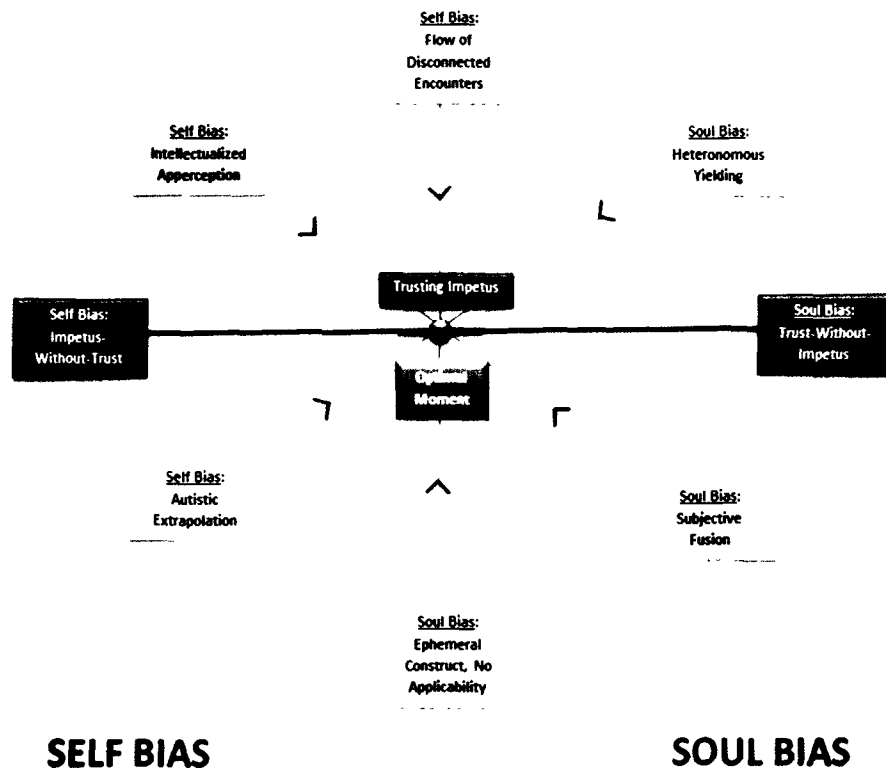 Self Bias:
Flow of
Disconnected
Encounters
Self Bias:
Intellectualized
Apperception
Soul Bias:
Heteronomous
Yielding
Trusting Impetus
Self Bias:
Impetus-
Without-Trust
Soul Bias:
Trust-Without-
Impetus
Moment
Self Bias:
Autistic
Extrapolation
Soul Bias:
Subjective
Fusion
Soul Bias:
Ephemeral
Construct, No
Applicability
SELF BIAS
SOUL BIAS